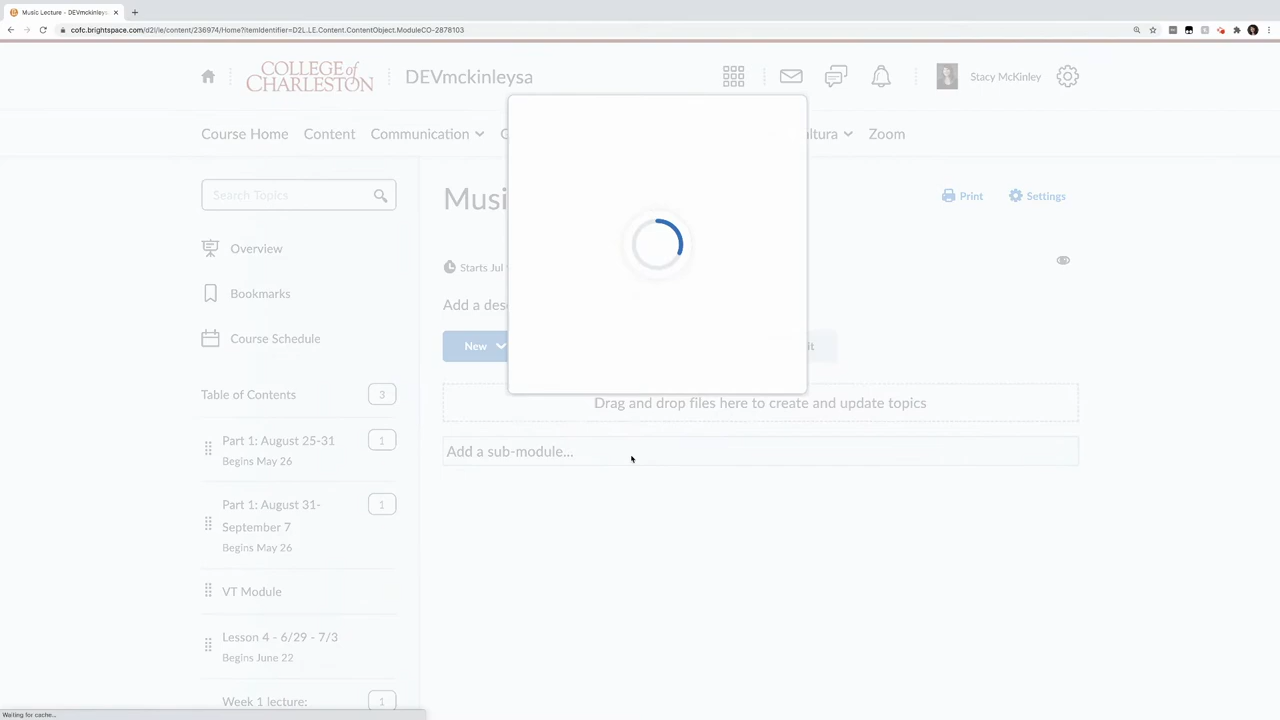 Music Lecture - DEVmckinleys
cofc.brightspace.com/d2l/le/content/236974/Home?itemIdentifier=D2L.LE.Content.ContentObject.ModuleCO-2878103
COLLEGE of
CHARLESTON
DEVmckinleysa
Stacy McKinley
Course Home
Content
Communication
C
altura
Zoom
Search Topics
Musi
Print
Settings
Overview
Starts Jul
Bookmarks
Add a des
Course Schedule
New
it
Table of Contents
3
Drag and drop files here to create and update topics
Part 1: August 25-31
1
Begins May 26
Add a sub-module...
Part 1: August 31-
September 7
1
Begins May 26
VT Module
Lesson 4 - 6/29 - 7/3
Begins June 22
Week 1 lecture:
1
Waiting for cache...